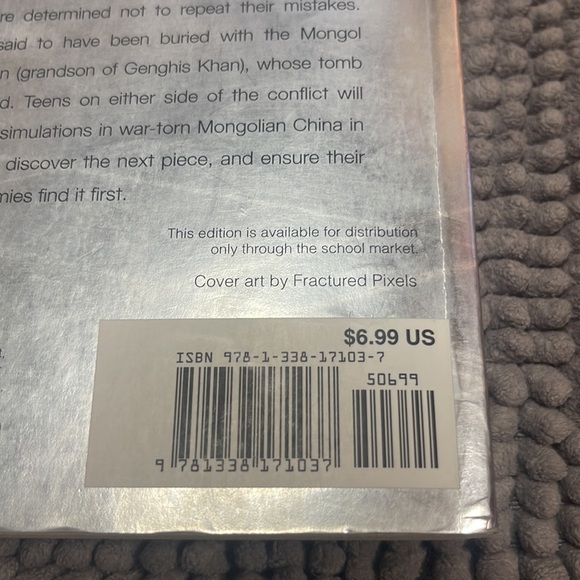 re determined not to repeat their mistakes.
said to have been buried with the Mongol
n (grandson of Genghis Khan), whose tomb
d. Teens on either side of the conflict will
simulations in war-torn Mongolian China in
discover the next piece, and ensure their
mies find it first.
This edition is available for distribution
only through the school market.
Cover art by Fractured Pixels
$6.99 US
ISBN 978-1-338-17103-7
50699
9 781338 171037